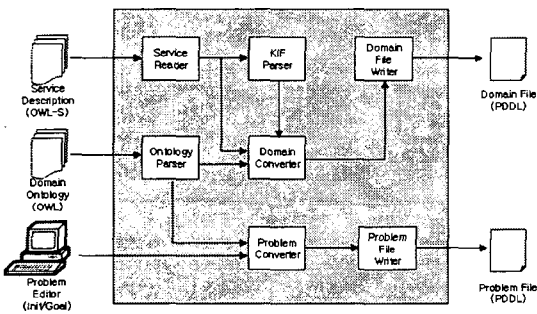 Service
Reader
KIF
Parser
Domain
File
Writer
Service
Description
(OWL-S)
Domain File
(PDDL)
Ontology
Parser
Domain
Converter
Domain
Ontology
(OWL)
Problem
Converter
Problem
File
Writer
Problem
Editor
(Init/Goal)
Problem File
(PDDL)